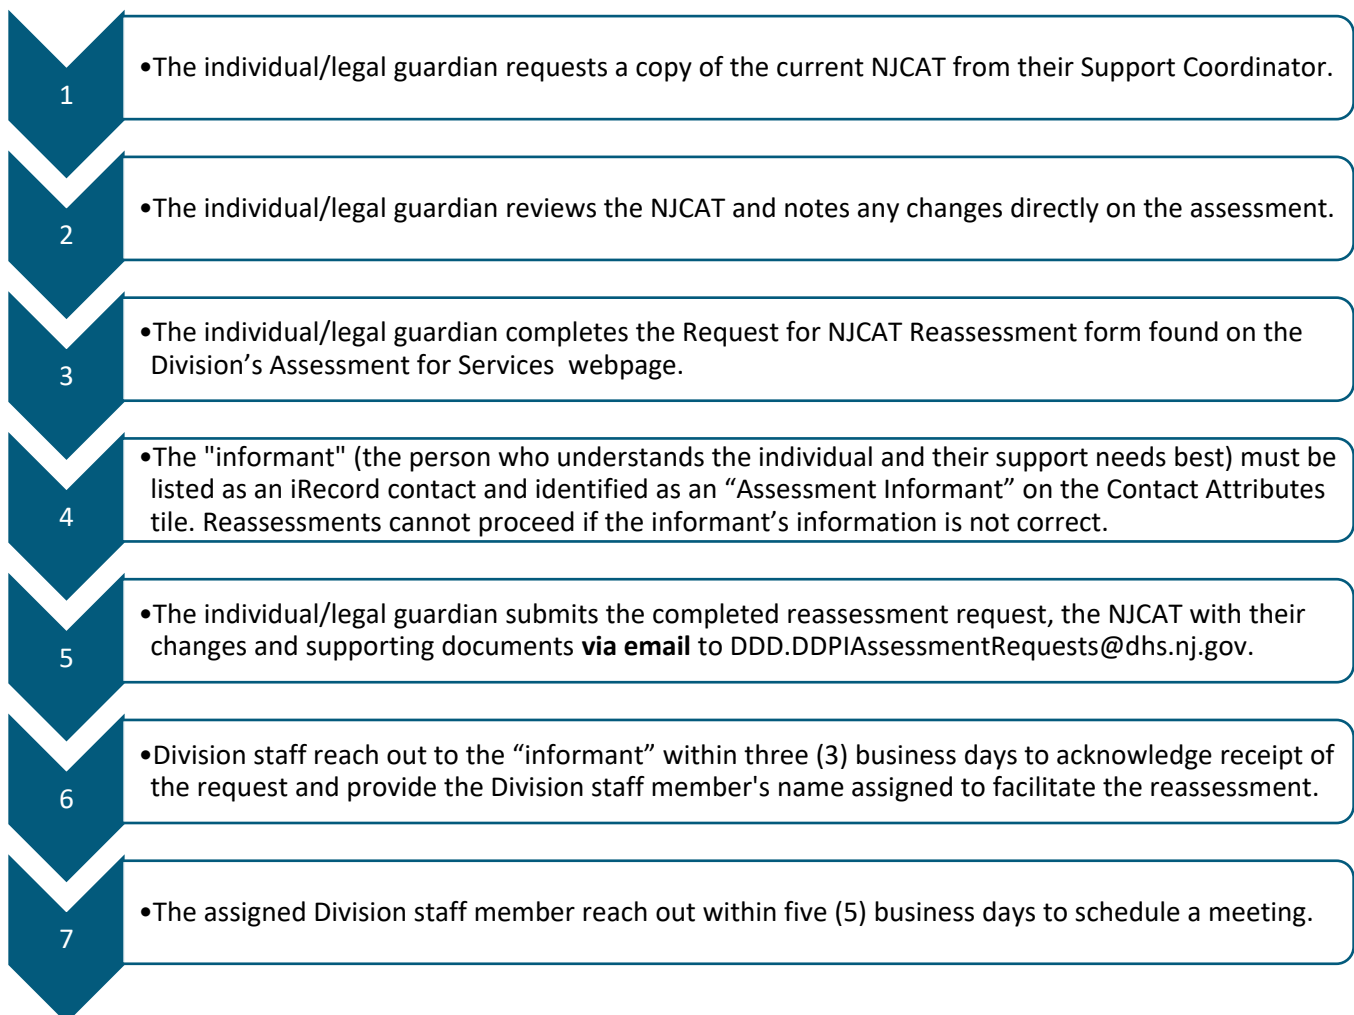 1
•The individual/legal guardian requests a copy of the current NJCAT from their Support Coordinator.
2
•The individual/legal guardian reviews the NJCAT and notes any changes directly on the assessment.
3
•The individual/legal guardian completes the Request for NJCAT Reassessment form found on the
Division’s Assessment for Services  webpage.
4
•The "informant" (the person who understands the individual and their support needs best) must be
listed as an iRecord contact and identified as an “Assessment Informant” on the Contact Attributes
tile. Reassessments cannot proceed if the informant’s information is not correct.
5
•The individual/legal guardian submits the completed reassessment request, the NJCAT with their
changes and supporting documents via email to DDD.DDPIAssessmentRequests@dhs.nj.gov.
6
•Division staff reach out to the “informant” within three (3) business days to acknowledge receipt of
the request and provide the Division staff member's name assigned to facilitate the reassessment.
7
•The assigned Division staff member reach out within five (5) business days to schedule a meeting.